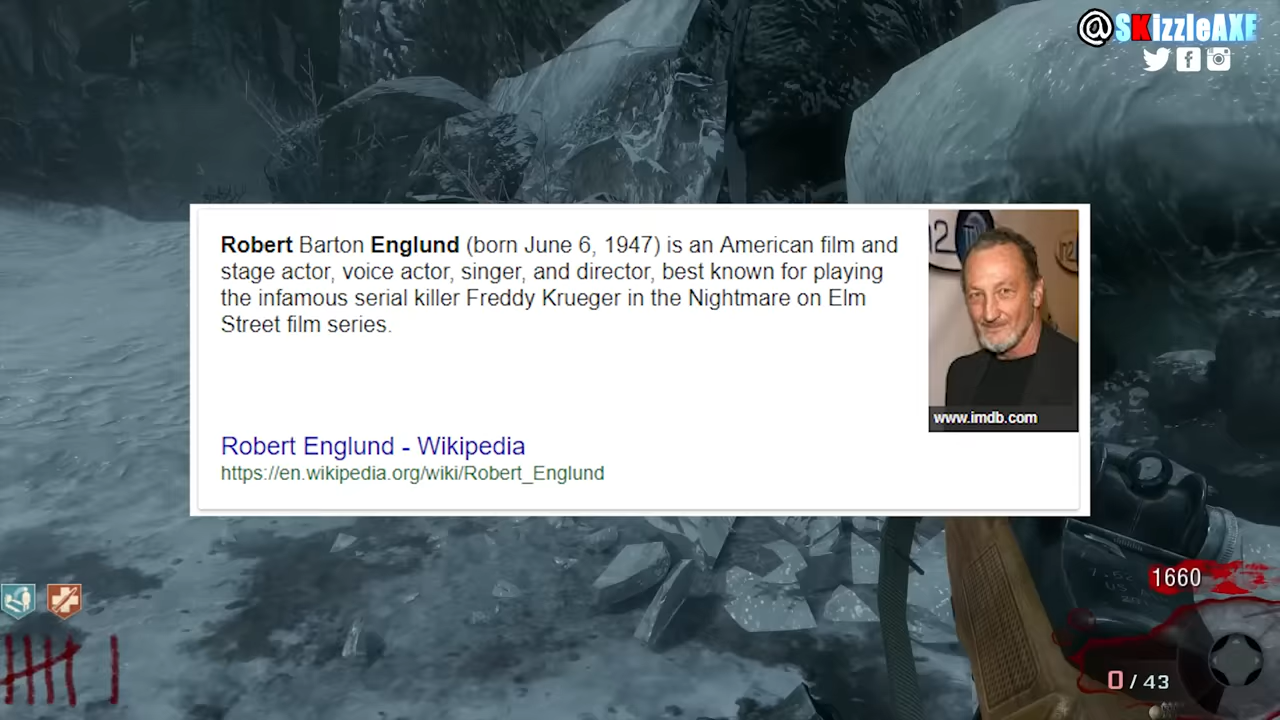 @SKizzleAXE
Robert Barton Englund (born June 6, 1947) is an American film and
stage actor, voice actor, singer, and director, best known for playing
the infamous serial killer Freddy Krueger in the Nightmare on Elm
Street film series.
www.imdb.com
Robert Englund - Wikipedia
https://en.wikipedia.org/wiki/Robert_Englund
1660
0 / 43